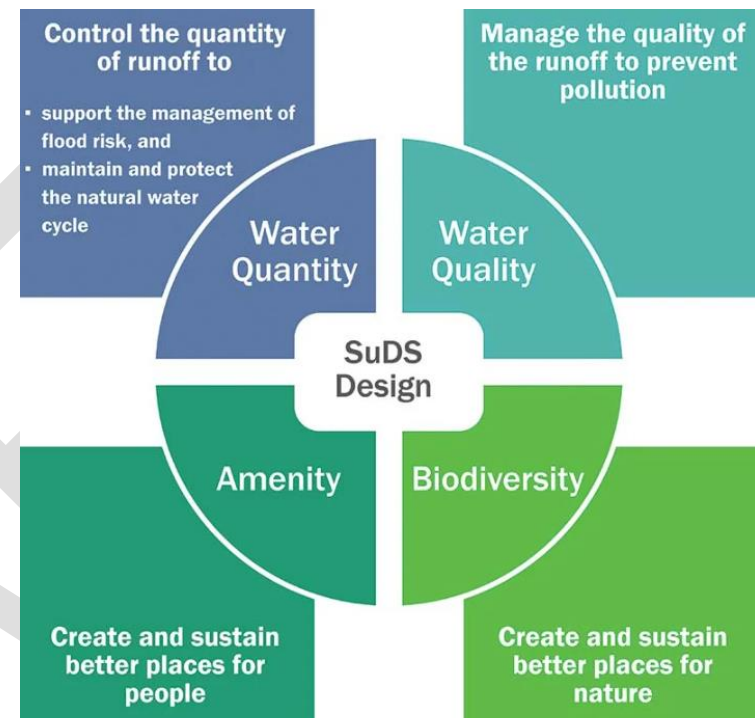 Control the quantity
of runoff to
▪ support the management of
flood risk, and
▪ maintain and protect
the natural water
cycle
Water
Quantity
Manage the quality of
the runoff to prevent
pollution
Water
Quality
SuDS
Design
Amenity
Create and sustain
better places for
people
Biodiversity
Create and sustain
better places for
nature